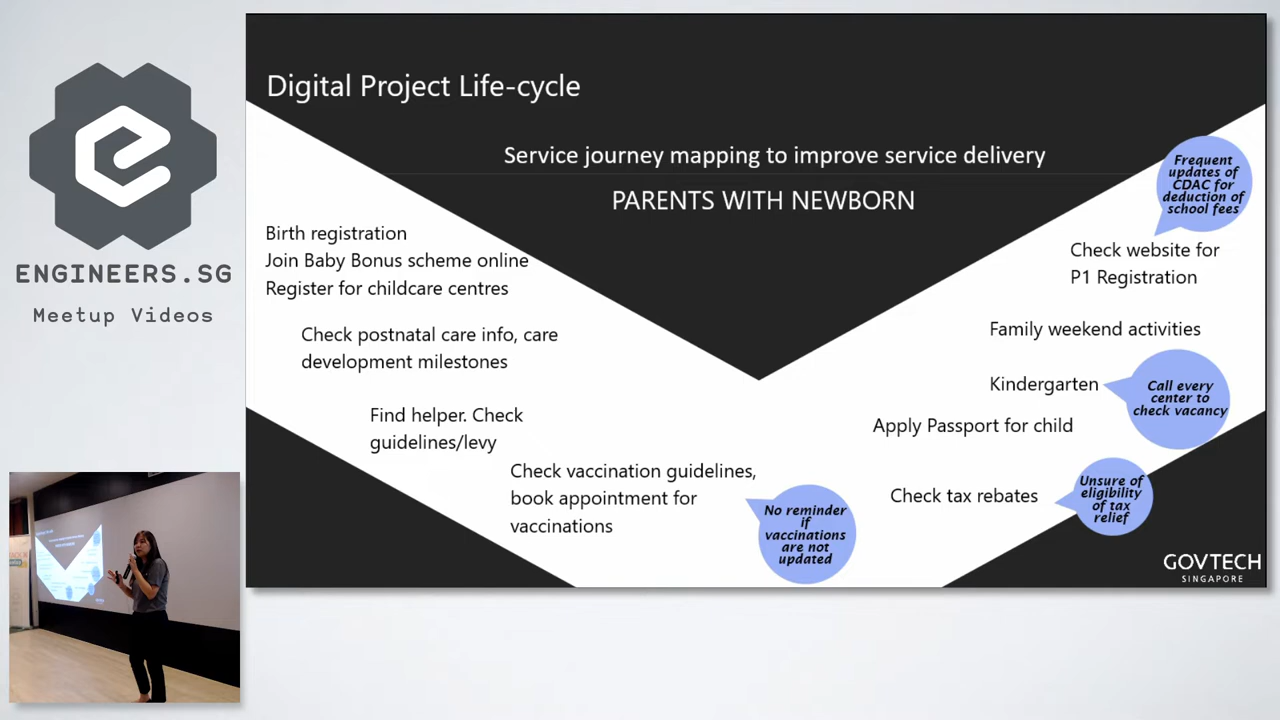 ENGINEERS.SG
Meetup Videos
Digital Project Life-cycle
Service journey mapping to improve service delivery
PARENTS WITH NEWBORN
Birth registration
Join Baby Bonus scheme online
Register for childcare centres
Check postnatal care info, care
development milestones
Find helper. Check
guidelines/levy
Check vaccination guidelines,
book appointment for
vaccinations
No reminder
if
vaccinations
are not
updated
Check tax rebates
Unsure of
eligibility
of tax
relief
Apply Passport for child
Kindergarten
Call every
center to
check vacancy
Family weekend activities
Check website for
P1 Registration
Frequent
updates of
CDAC for
deduction of
school fees
GOVTECH
SINGAPORE